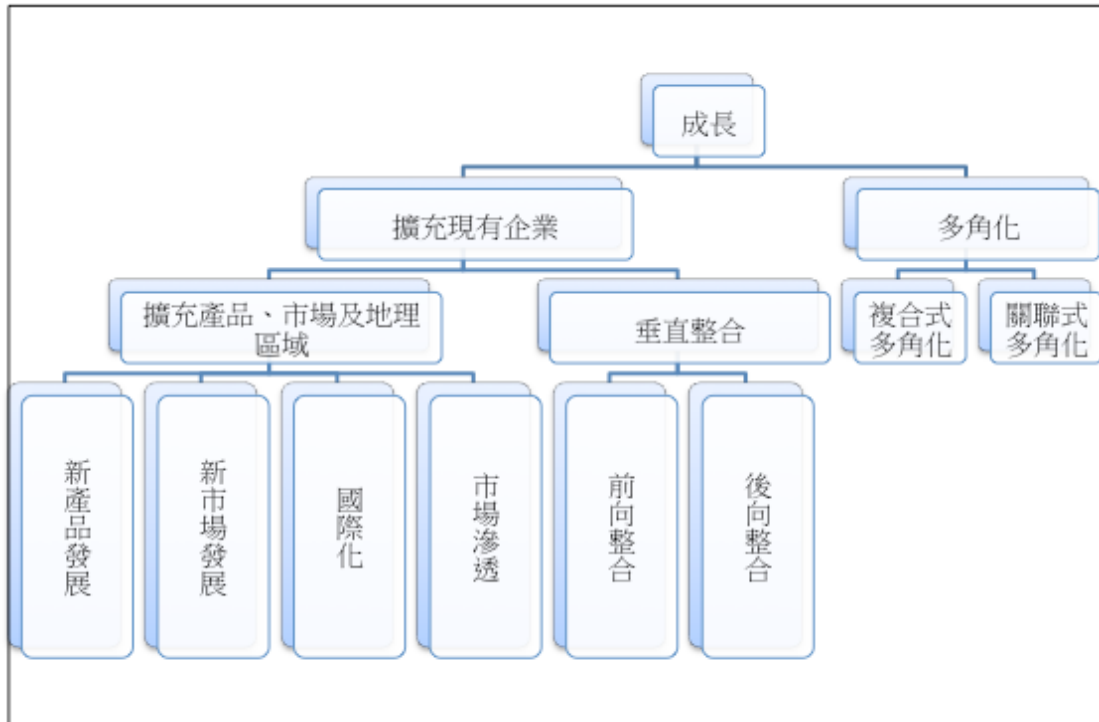 成長
擴充現有企業
多角化
擴充產品、市場及地理
區域
垂直整合
複合式
多角化
關聯式
多角化
新產品發展
新市場發展
國際化
市場滲透
前向整合
後向整合